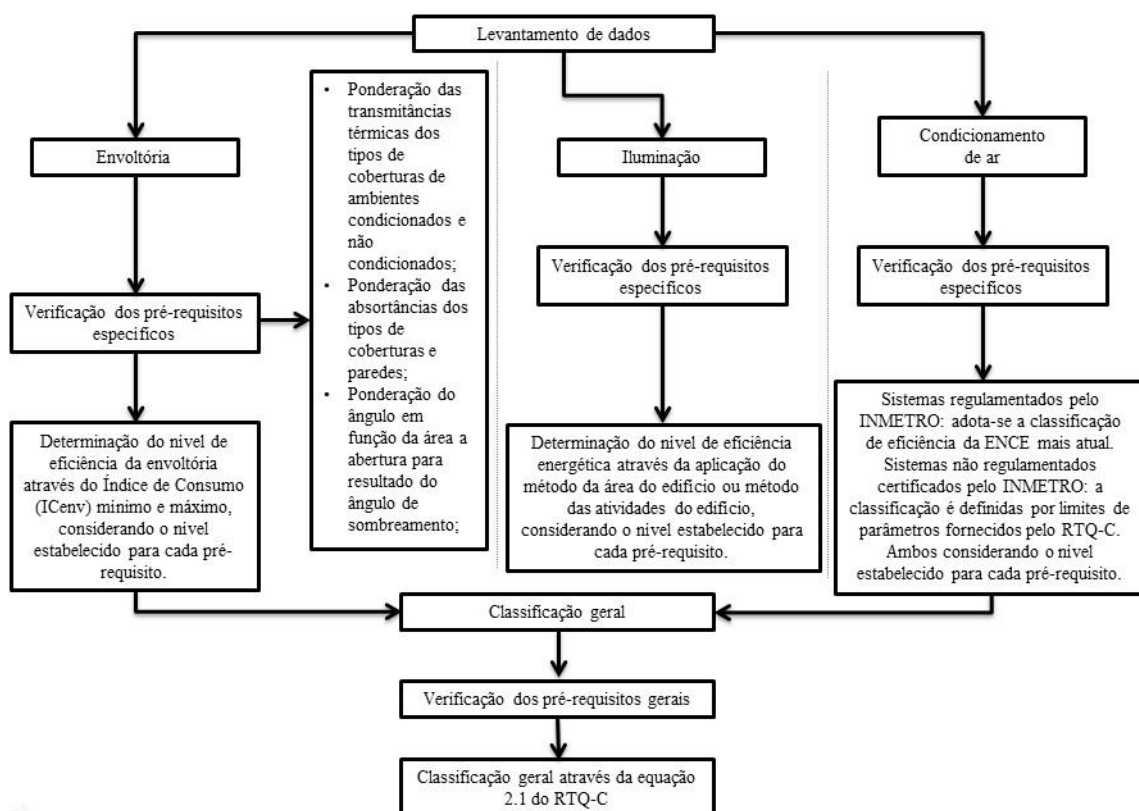 Levantamento de dados
Envoltória
Verificação dos pré-requisitos
específicos
Determinação do nível de
eficiência da envoltória
através do Índice de Consumo
(ICenv) mínimo e máximo,
considerando o nível
estabelecido para cada pré-
requisito.
• Ponderação das
transmitâncias
térmicas dos
tipos de
coberturas de
ambientes
condicionados e
não
condicionados;
• Ponderação das
absortâncias dos
tipos de
coberturas e
paredes;
• Ponderação do
ângulo em
função da área a
abertura para
resultado do
ângulo de
sombreamento;
Iluminação
Verificação dos pré-requisitos
específicos
Determinação do nível de eficiência
energética através da aplicação do
método da área do edifício ou método
das atividades do edifício,
considerando o nível estabelecido para
cada pré-requisito.
Condicionamento
de ar
Verificação dos pré-requisitos
específicos
Sistemas regulamentados pelo
INMETRO: adota-se a classificação
de eficiência da ENCE mais atual.
Sistemas não regulamentados
certificados pelo INMETRO: a
classificação é definidas por limites de
parâmetros fornecidos pelo RTQ-C.
Ambos considerando o nível
estabelecido para cada pré-requisito.
Classificação geral
Verificação dos pré-requisitos gerais
Classificação geral através da equação
2.1 do RTQ-C